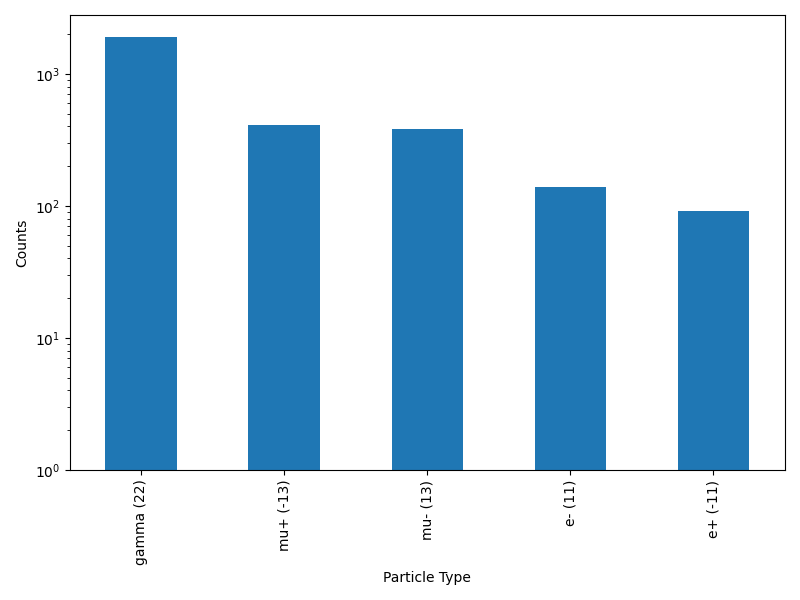 Counts
10³
10²
10¹
10⁰
gamma (22)
mu+ (-13)
mu- (13)
e- (11)
e+ (-11)
Particle Type